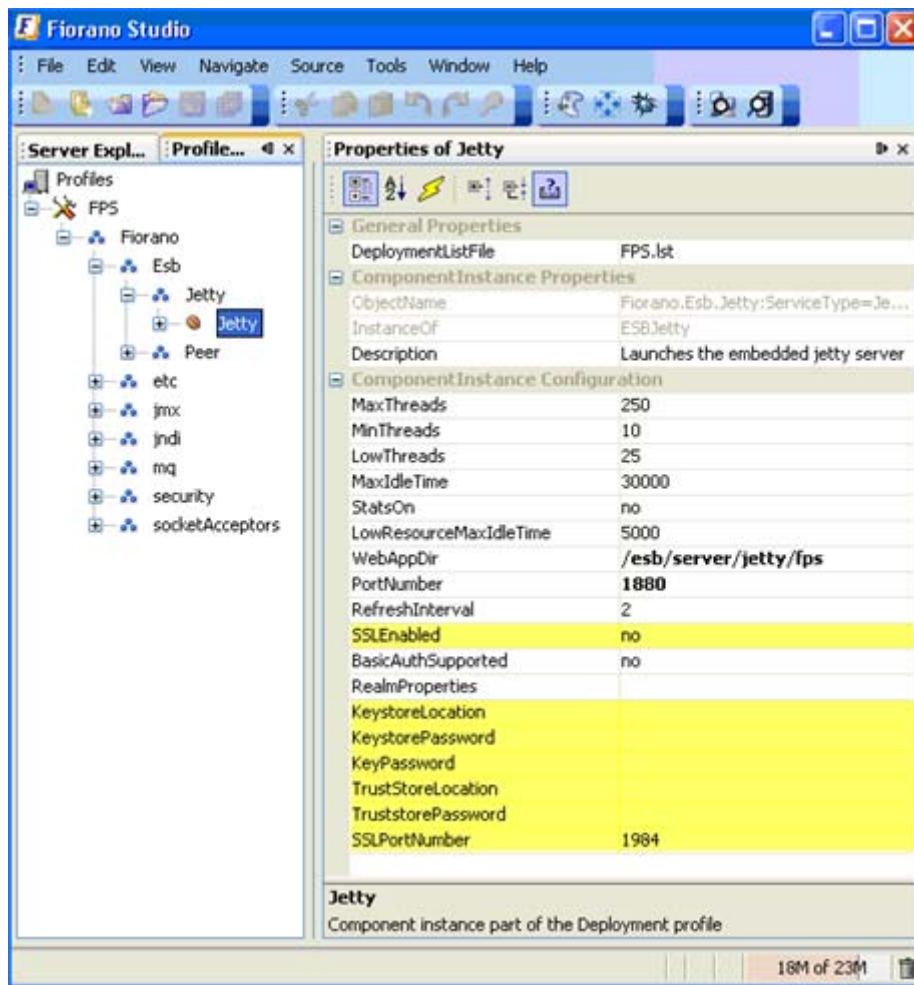 Fiorano Studio
File Edit View Navigate Source Tools Window Help
Server Expl... Profile...
Profiles
FPS
Fiorano
Esb
Jetty
Jetty
Peer
etc
jmx
jndi
mq
security
socketAcceptors
Properties of Jetty
General Properties
DeploymentListFile FPS.lst
ComponentInstance Properties
ObjectName Fiorano.Esb.Jetty:ServiceType=Je...
InstanceOf ESBJetty
Description Launches the embedded jetty server
ComponentInstance Configuration
MaxThreads 250
MinThreads 10
LowThreads 25
MaxIdleTime 30000
StatsOn no
LowResourceMaxIdleTime 5000
WebAppDir /esb/server/jetty/fps
PortNumber 1880
RefreshInterval 2
SSLEnabled no
BasicAuthSupported no
RealmProperties
KeystoreLocation
KeystorePassword
KeyPassword
TrustStoreLocation
TruststorePassword
SSLPortNumber 1984
Jetty
Component instance part of the Deployment profile
18M of 23M